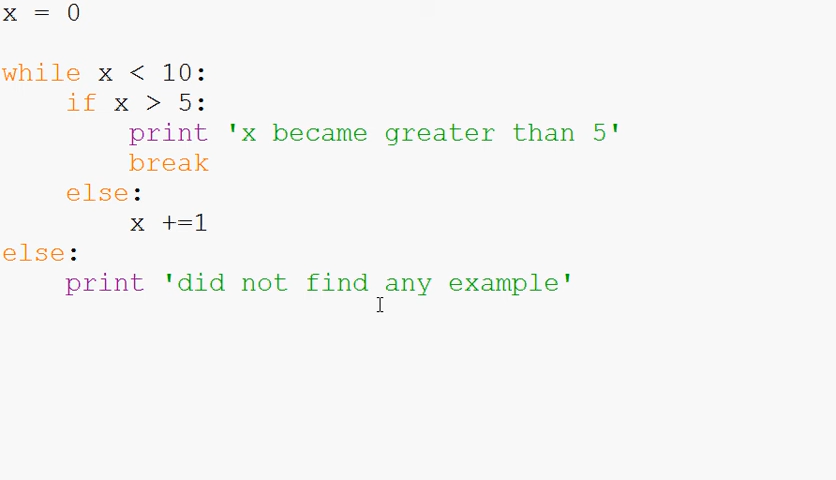 x = 0
while x < 10:
    if x > 5:
        print 'x became greater than 5'
        break
    else:
        x +=1
else:
    print 'did not find any example'